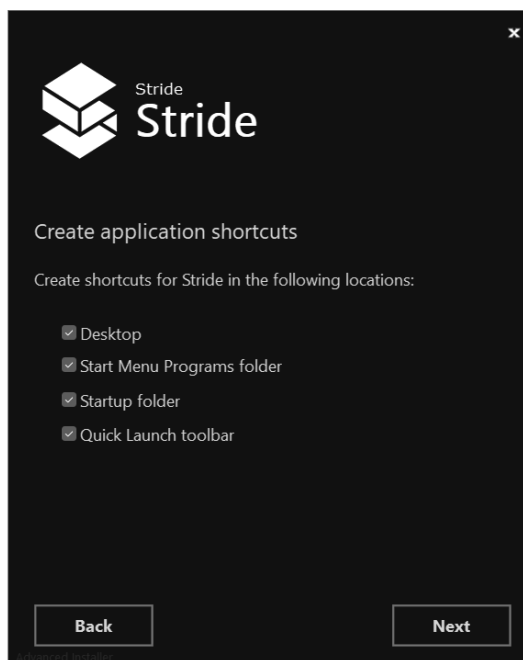 Stride
Stride
Create application shortcuts
Create shortcuts for Stride in the following locations:
Desktop
Start Menu Programs folder
Startup folder
Quick Launch toolbar
Back
Next
Advanced Installer